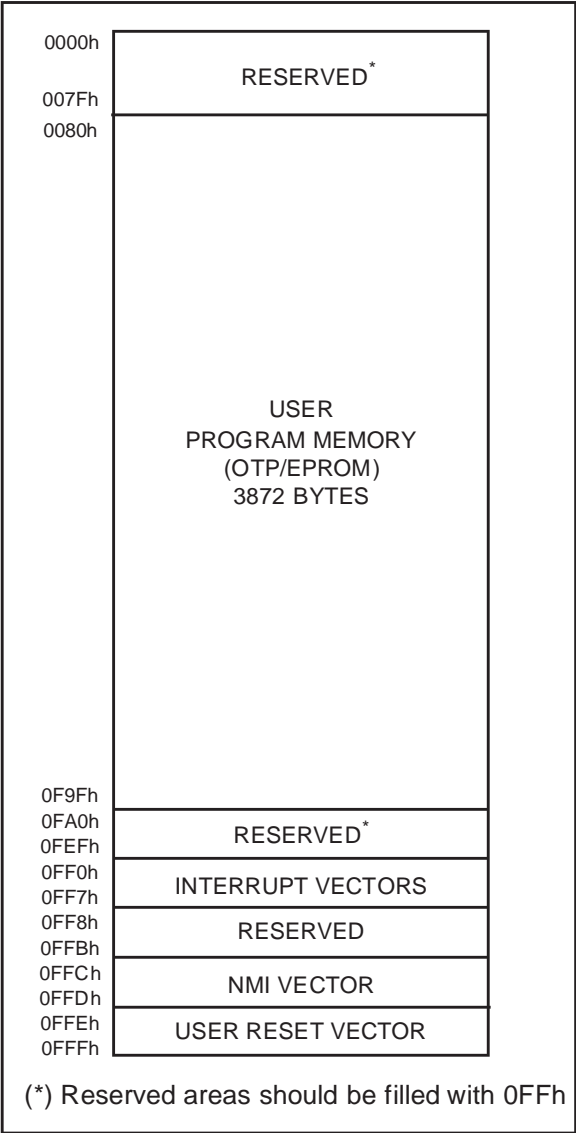 0000h
RESERVED*
007Fh
0080h
USER
PROGRAM MEMORY
(OTP/EPROM)
3872 BYTES
0F9Fh
0FA0h
RESERVED*
0FEFh
0FF0h
INTERRUPT VECTORS
0FF7h
0FF8h
RESERVED
0FFBh
0FFCh
NMI VECTOR
0FFDh
0FFEh
USER RESET VECTOR
0FFFh
(*) Reserved areas should be filled with 0FFh